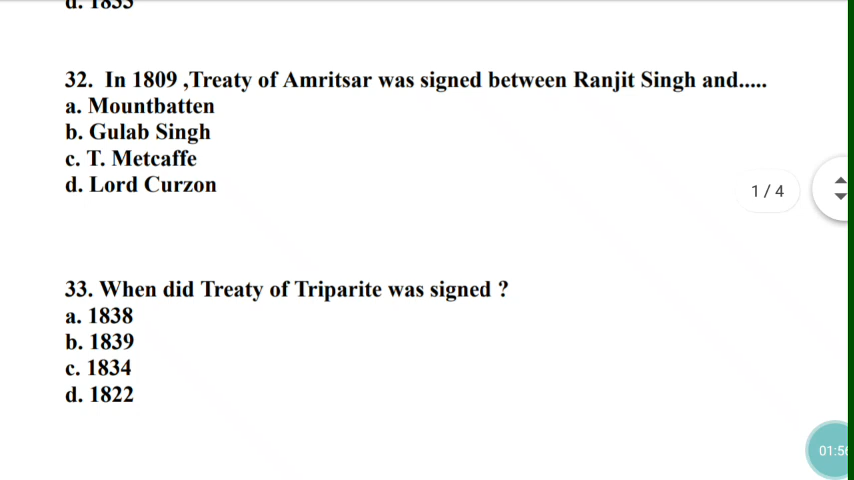 d. 1833
32. In 1809 ,Treaty of Amritsar was signed between Ranjit Singh and.....
a. Mountbatten
b. Gulab Singh
c. T. Metcaffe
d. Lord Curzon
1 / 4
33. When did Treaty of Triparite was signed ?
a. 1838
b. 1839
c. 1834
d. 1822